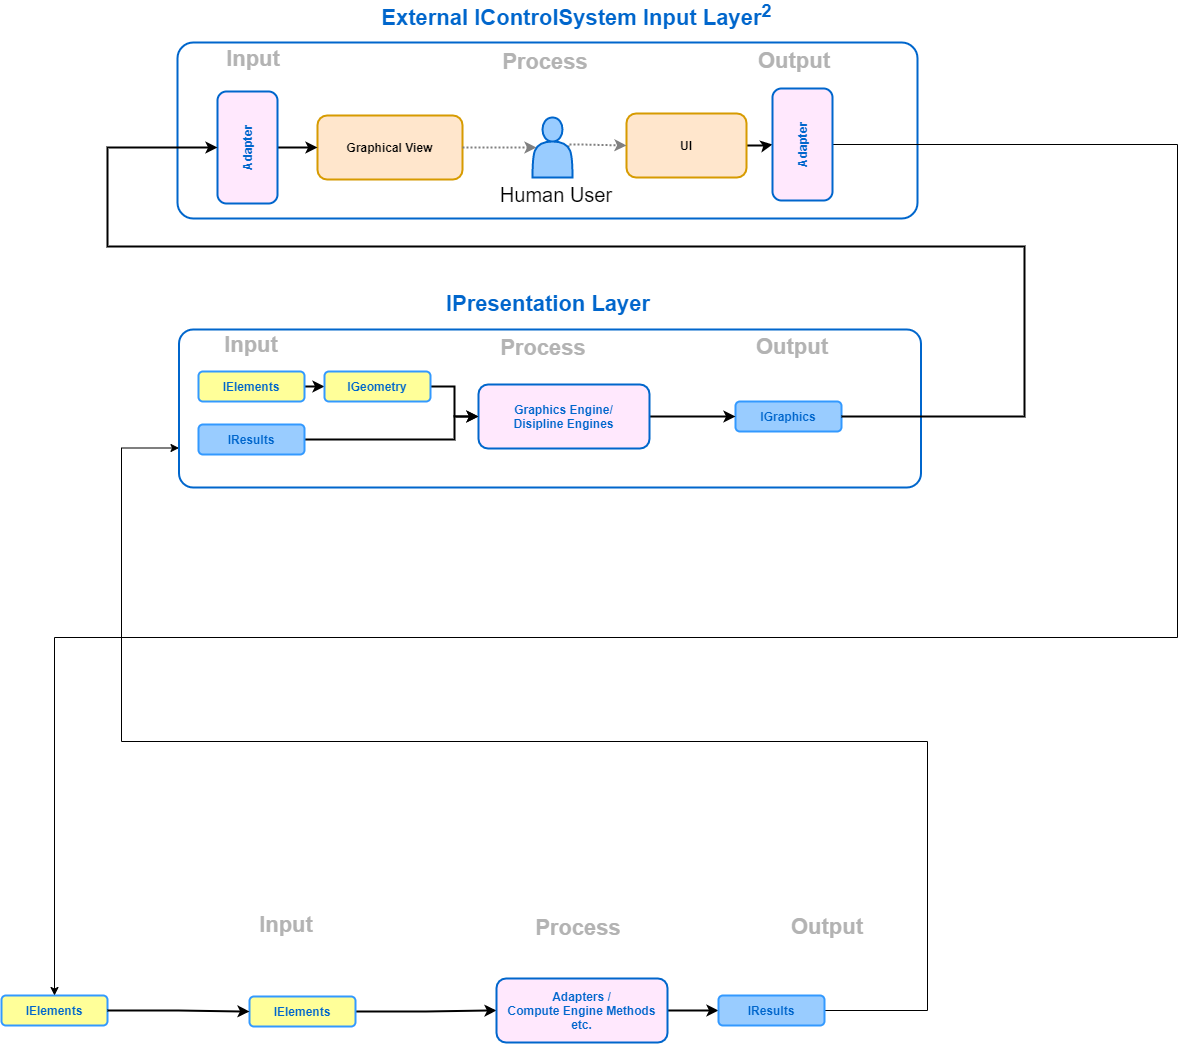 External IControlSystem Input Layer²
Input
Process
Output
Adapter
Graphical View
UI
Adapter
Human User
IPresentation Layer
Input
Process
Output
IElements
IGeometry
IResults
Graphics Engine/
Disipline Engines
IGraphics
Input
Process
Output
IElements
IElements
Adapters /
Compute Engine Methods
etc.
IResults